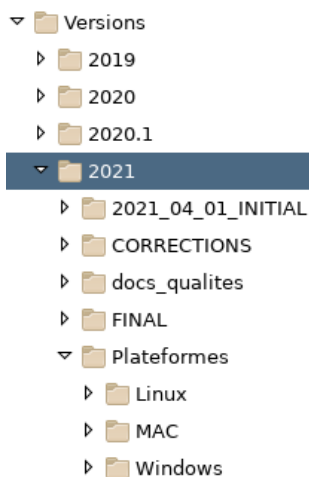 Versions
2019
2020
2020.1
2021
2021_04_01_INITIAL
CORRECTIONS
docs_qualites
FINAL
Plateformes
Linux
MAC
Windows